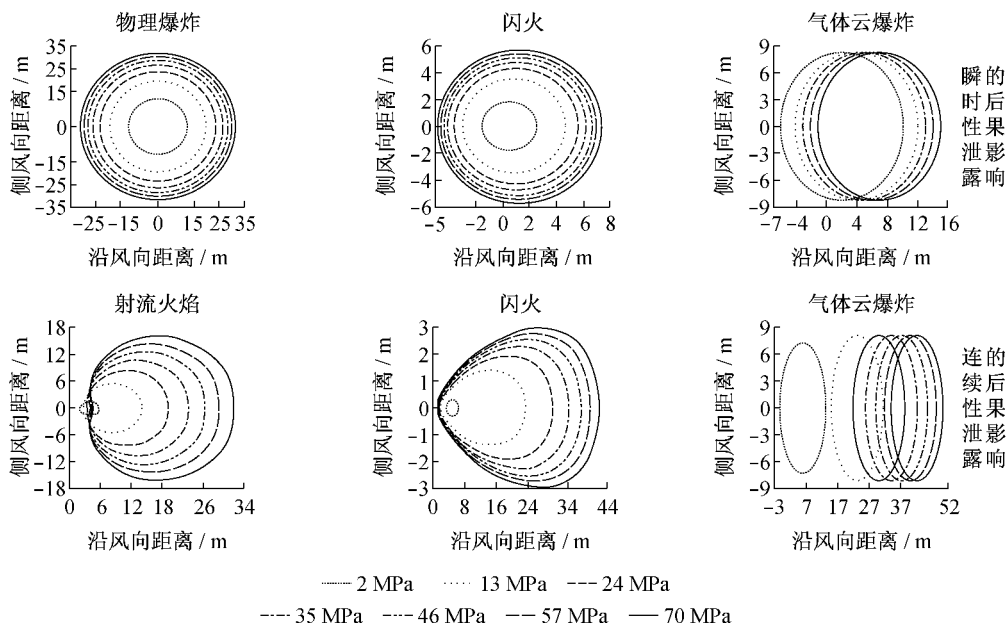 物理爆炸
闪火
气体云爆炸
侧风向距离 / m
35
25
15
0
-15
-25
-35
-25
-15
0
15
25
35
沿风向距离 / m
侧风向距离 / m
6
4
2
0
-2
-4
-6
-5
-2
0
2
5
8
沿风向距离 / m
侧风向距离 / m
9
6
3
0
-3
-6
-9
-7
-4
0
4
8
12
16
沿风向距离 / m
瞬的
时后
性果
泄影
露响
射流火焰
闪火
气体云爆炸
侧风向距离 / m
18
12
6
0
-6
-12
-18
0
6
12
18
24
34
沿风向距离 / m
侧风向距离 / m
3
2
1
0
-1
-2
-3
0
8
16
24
34
44
沿风向距离 / m
侧风向距离 / m
9
6
3
0
-3
-6
-9
-3
7
17
27
37
52
沿风向距离 / m
连的
续后
性果
泄影
露响
2 MPa 13 MPa 24 MPa
35 MPa 46 MPa 57 MPa 70 MPa